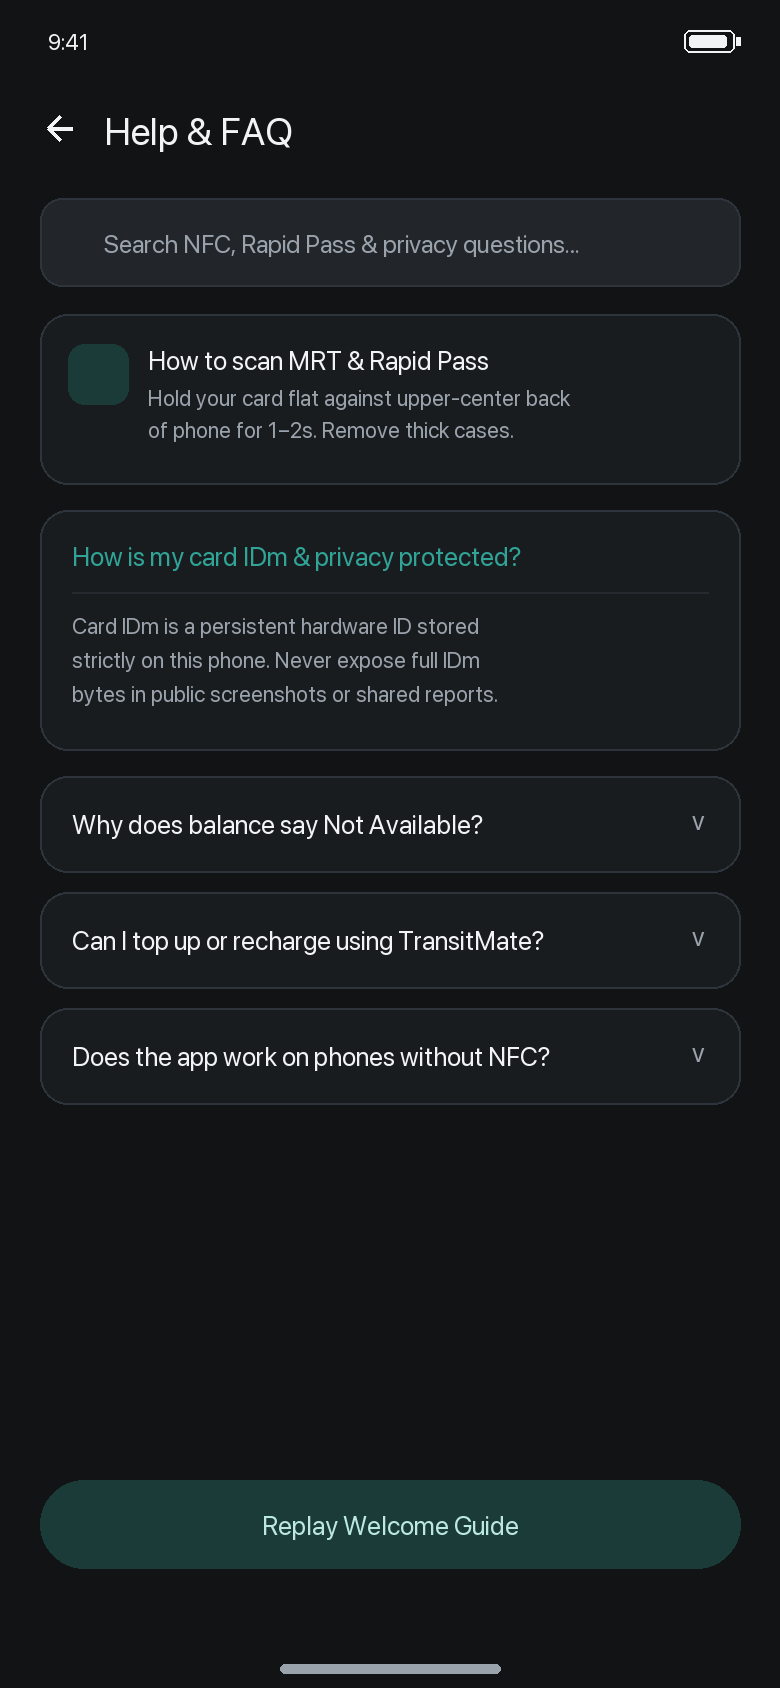 9:41
Help & FAQ
Search NFC, Rapid Pass & privacy questions...
How to scan MRT & Rapid Pass
Hold your card flat against upper-center back
of phone for 1–2s. Remove thick cases.
How is my card IDm & privacy protected?
Card IDm is a persistent hardware ID stored
strictly on this phone. Never expose full IDm
bytes in public screenshots or shared reports.
Why does balance say Not Available? v
Can I top up or recharge using TransitMate? v
Does the app work on phones without NFC? v
Replay Welcome Guide